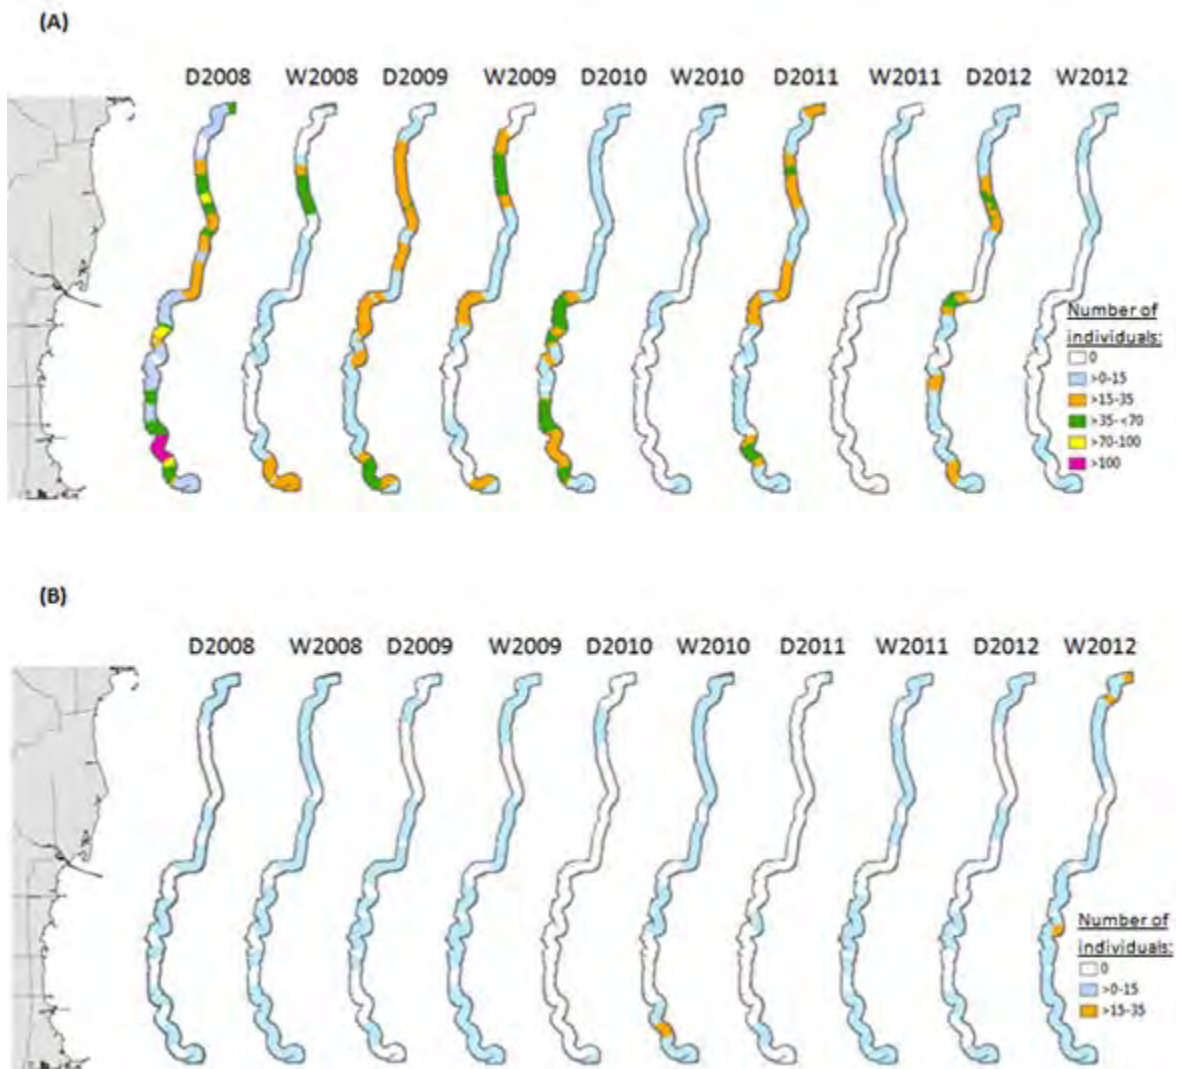 (A)
D2008 W2008 D2009 W2009 D2010 W2010 D2011 W2011 D2012 W2012
Number of
individuals:
0
>0-15
>15-35
>35-<70
>70-100
>100
(B)
D2008 W2008 D2009 W2009 D2010 W2010 D2011 W2011 D2012 W2012
Number of
individuals:
0
>0-15
>15-35